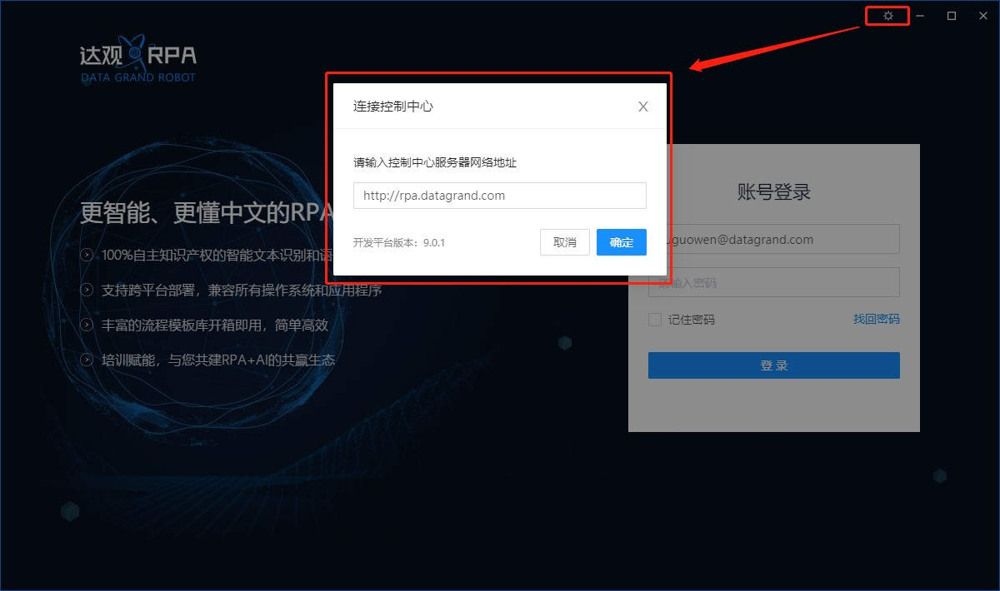 达观RPA
DATA GRAND ROBOT
更智能、更懂中文的RPA
100%自主知识产权的智能文本识别和语
支持跨平台部署，兼容所有操作系统和应用程序
丰富的流程模板库开箱即用，简单高效
培训赋能，与您共建RPA+AI的共赢生态
连接控制中心
请输入控制中心服务器网络地址
http://rpa.datagrand.com
开发平台版本：9.0.1
取消
确定
账号登录
uguowen@datagrand.com
请输入密码
记住密码
找回密码
登 录